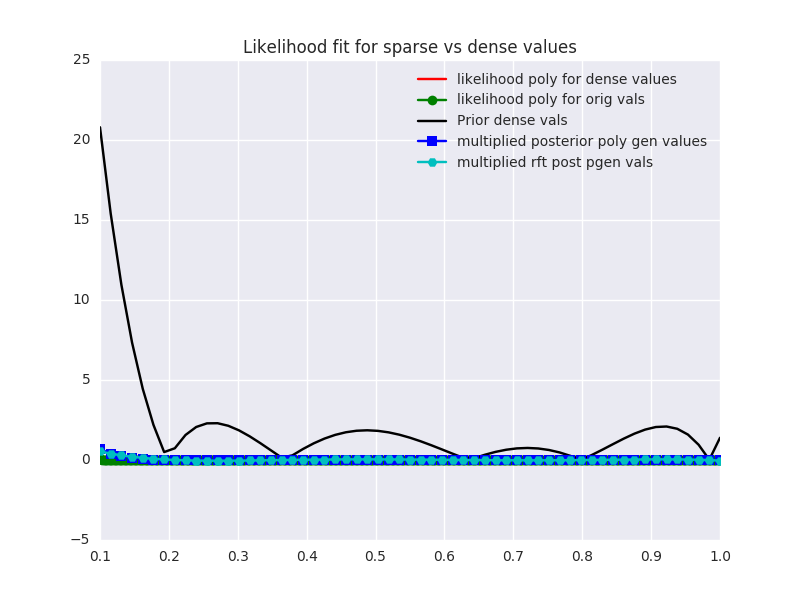 Likelihood fit for sparse vs dense values
25
20
15
10
5
0
−5
likelihood poly for dense values
likelihood poly for orig vals
Prior dense vals
multiplied posterior poly gen values
multiplied rft post pgen vals
0.1 0.2 0.3 0.4 0.5 0.6 0.7 0.8 0.9 1.0